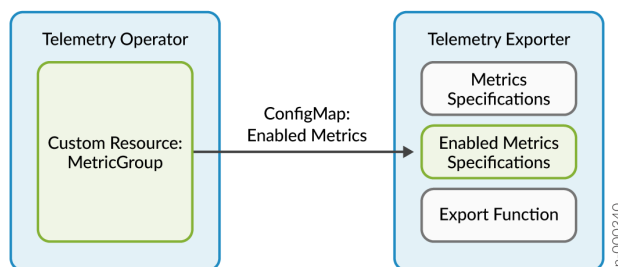 Telemetry Operator
Custom Resource:
MetricGroup
ConfigMap:
Enabled Metrics
Telemetry Exporter
Metrics
Specifications
Enabled Metrics
Specifications
Export Function